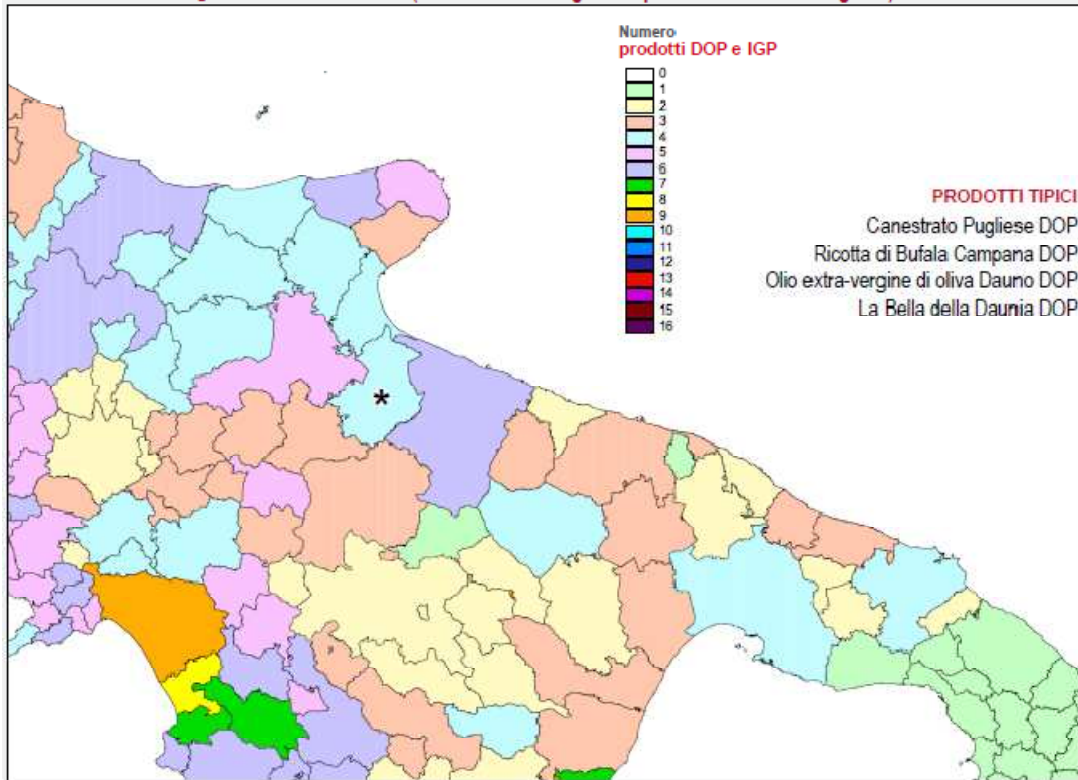 Numero
prodotti DOP e IGP
0
1
2
3
4
5
6
7
8
9
10
11
12
13
14
15
16
PRODOTTI TIPICI
Canestrato Pugliese DOP
Ricotta di Bufala Campana DOP
Olio extra-vergine di oliva Dauno DOP
La Bella della Daunia DOP
*